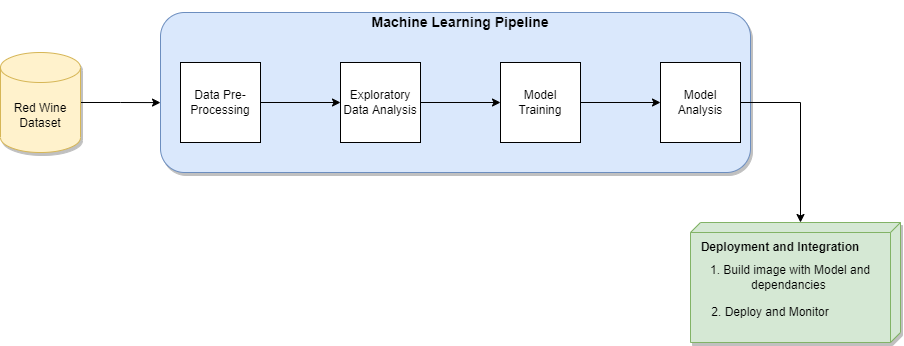 Machine Learning Pipeline
Red Wine
Dataset
Data Pre-
Processing
Exploratory
Data Analysis
Model
Training
Model
Analysis
Deployment and Integration
1. Build image with Model and
dependancies
2. Deploy and Monitor